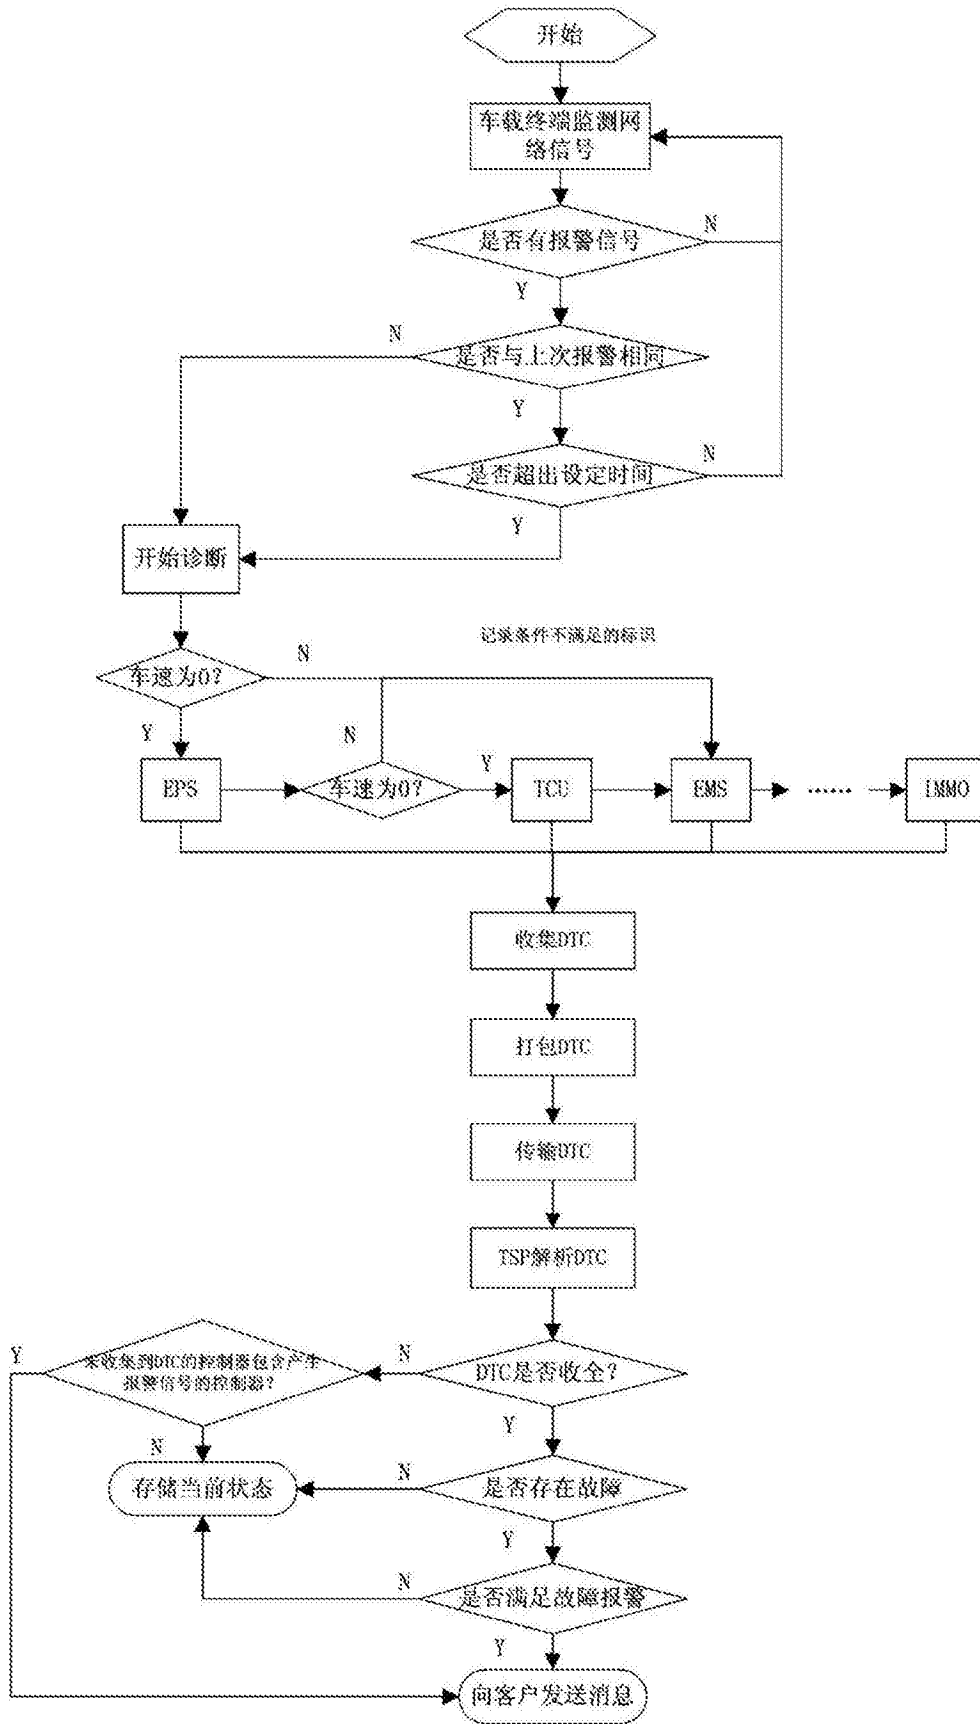 开始
车载终端监测网
络信号
是否有报警信号
N
Y
N
是否与上次报警相同
Y
是否超出设定时间
N
Y
开始诊断
记录条件不满足的标识
车速为0?
N
Y
N
EPS
车速为0?
Y
TCU
EMS
......
IMMO
收集DTC
打包DTC
传输DTC
TSP解析DTC
Y
未收集到DTC的控制器包含产生
报警信号的控制器?
N
DTC是否收全?
N
Y
存储当前状态
N
是否存在故障
Y
N
是否满足故障报警
Y
向客户发送消息